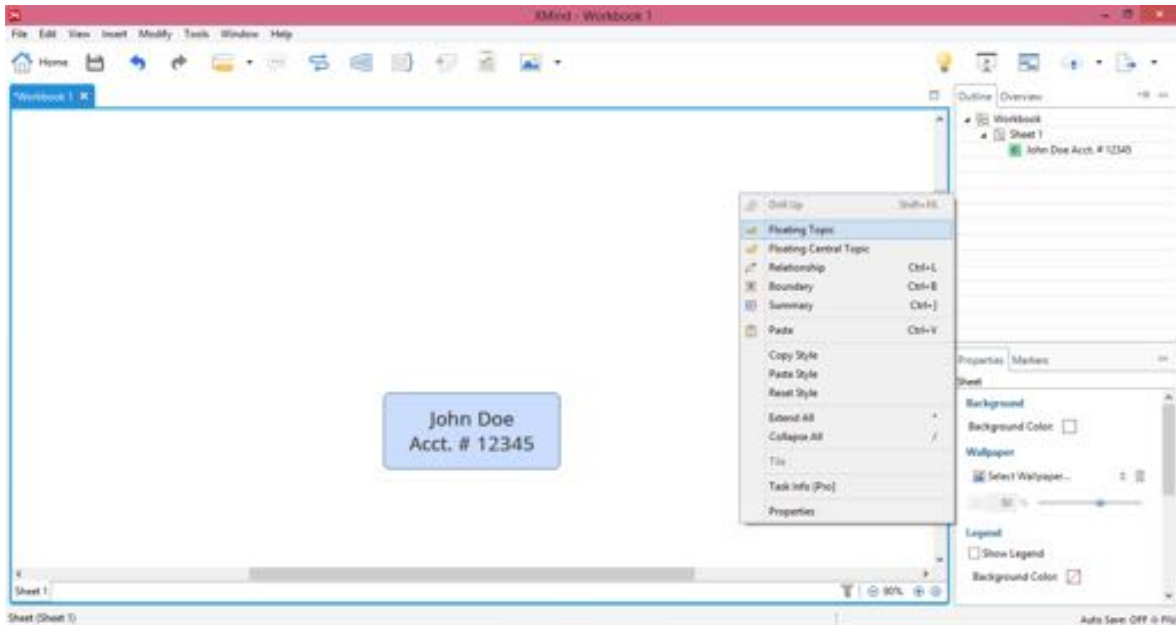 XMind - Workbook 1
File Edit View Insert Modify Tools Window Help
Home
*Workbook 1
Outline Overview
Workbook
Sheet 1
John Doe Acct. # 12345
Drill Up
Floating Topic
Floating Central Topic
Relationship Ctrl+L
Boundary Ctrl+B
Summary Ctrl+]
Paste Ctrl+V
Copy Style
Paste Style
Reset Style
Extend All *
Collapse All /
Tile
Task Info [Pro]
Properties
John Doe
Acct. # 12345
Properties Markers
Sheet
Background
Background Color:
Wallpaper
Select Wallpaper...
%
Legend
Show Legend
Background Color:
Sheet 1
90%
Sheet (Sheet 1)
Auto Save: OFF